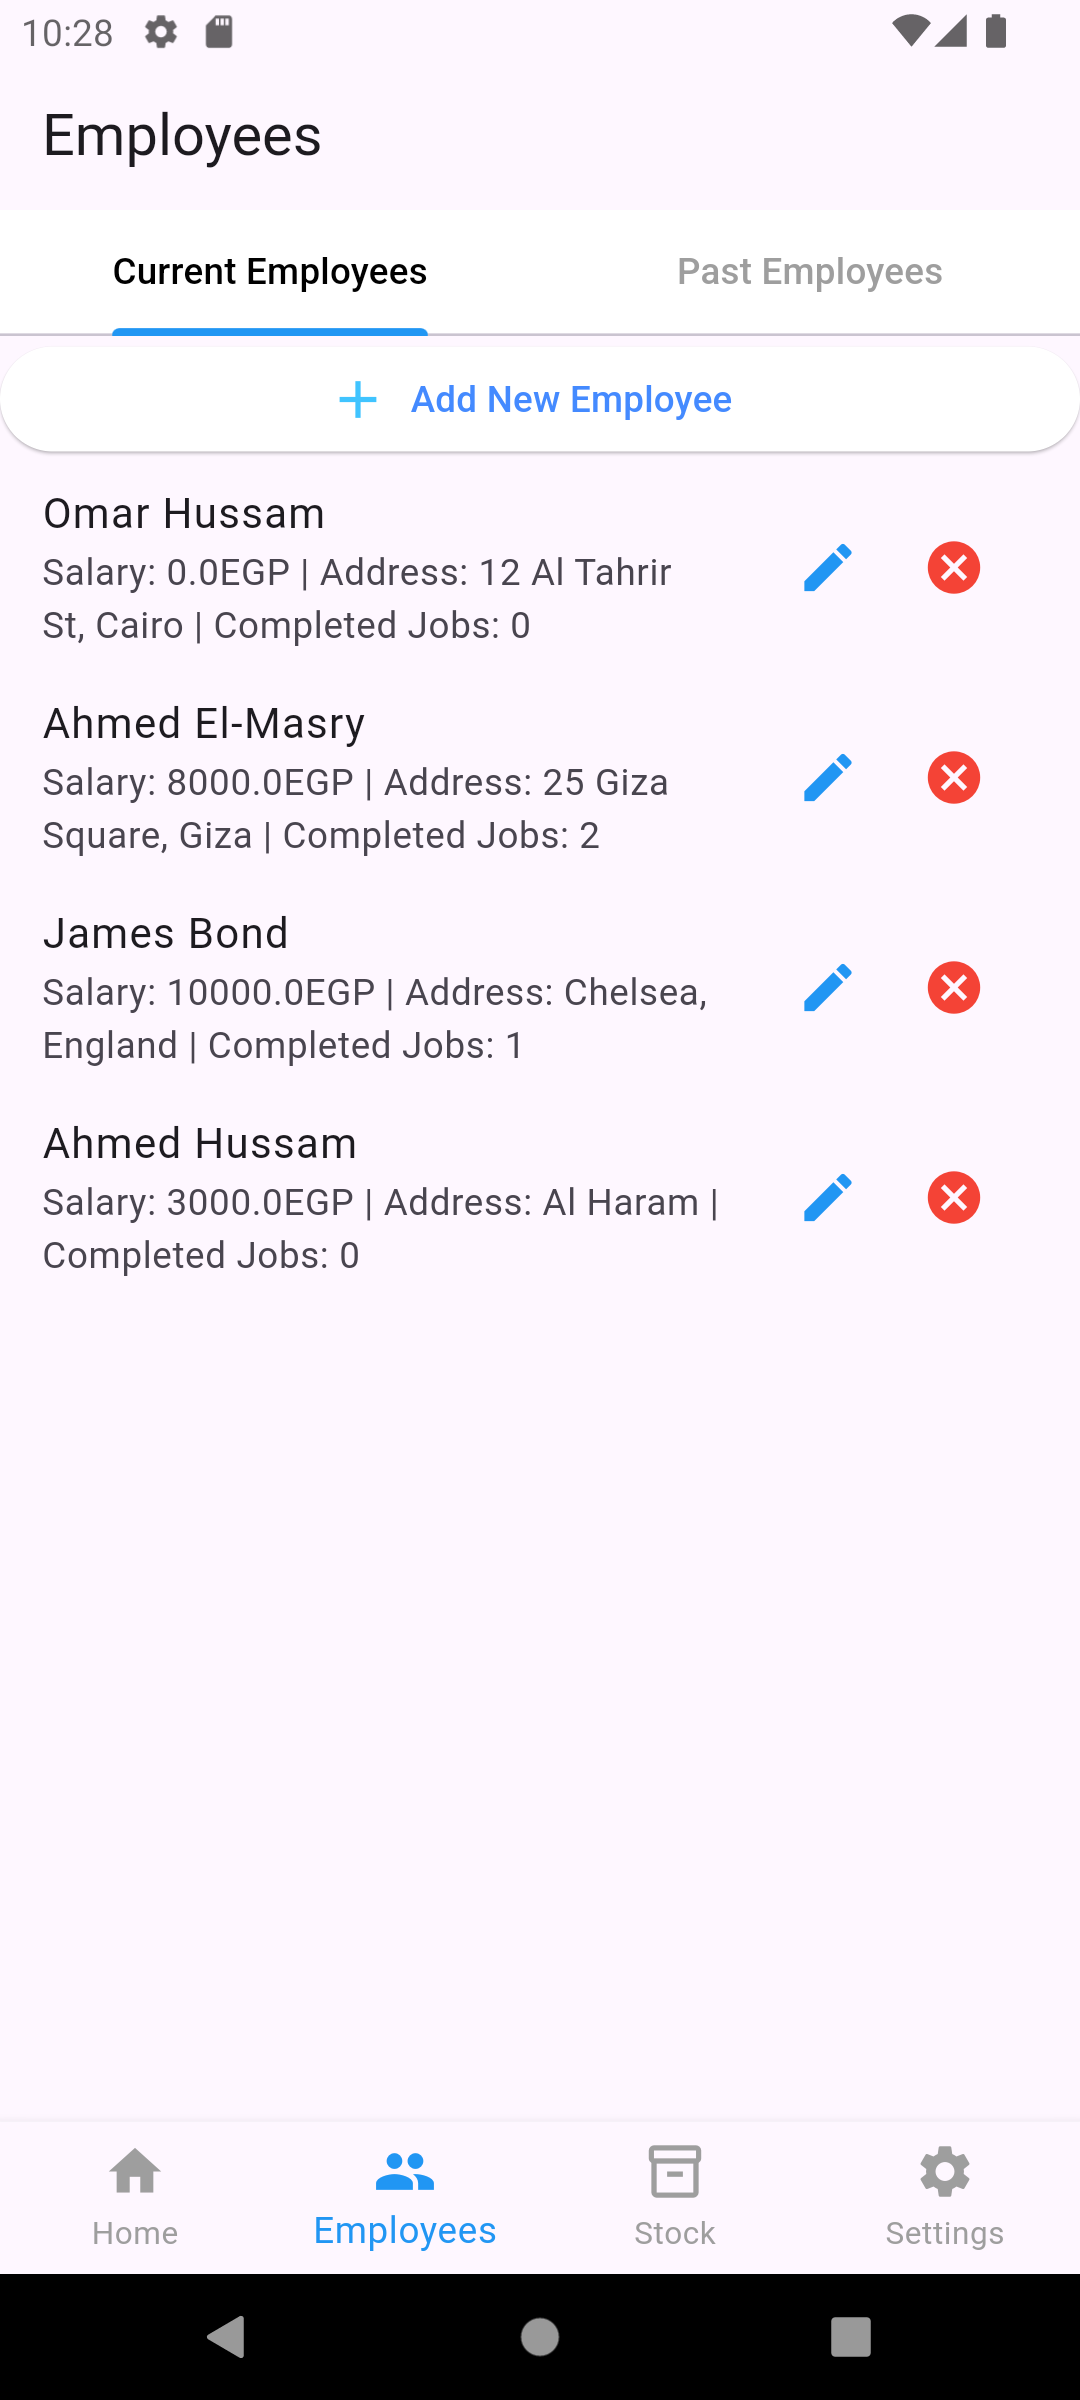 10:28
Employees
Current Employees
Past Employees
Add New Employee
Omar Hussam
Salary: 0.0EGP | Address: 12 Al Tahrir
St, Cairo | Completed Jobs: 0
Ahmed El-Masry
Salary: 8000.0EGP | Address: 25 Giza
Square, Giza | Completed Jobs: 2
James Bond
Salary: 10000.0EGP | Address: Chelsea,
England | Completed Jobs: 1
Ahmed Hussam
Salary: 3000.0EGP | Address: Al Haram |
Completed Jobs: 0
Home
Employees
Stock
Settings